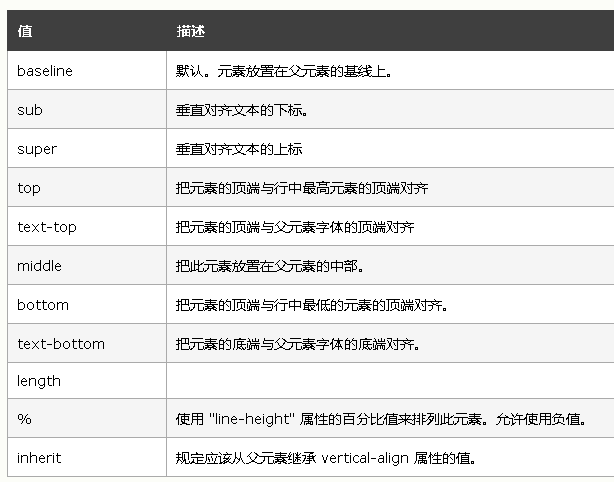 值 描述
baseline 默认。元素放置在父元素的基线上。
sub 垂直对齐文本的下标。
super 垂直对齐文本的上标
top 把元素的顶端与行中最高元素的顶端对齐
text-top 把元素的顶端与父元素字体的顶端对齐
middle 把此元素放置在父元素的中部。
bottom 把元素的顶端与行中最低的元素的顶端对齐。
text-bottom 把元素的底端与父元素字体的底端对齐。
length
% 使用 "line-height" 属性的百分比值来排列此元素。允许使用负值。
inherit 规定应该从父元素继承 vertical-align 属性的值。